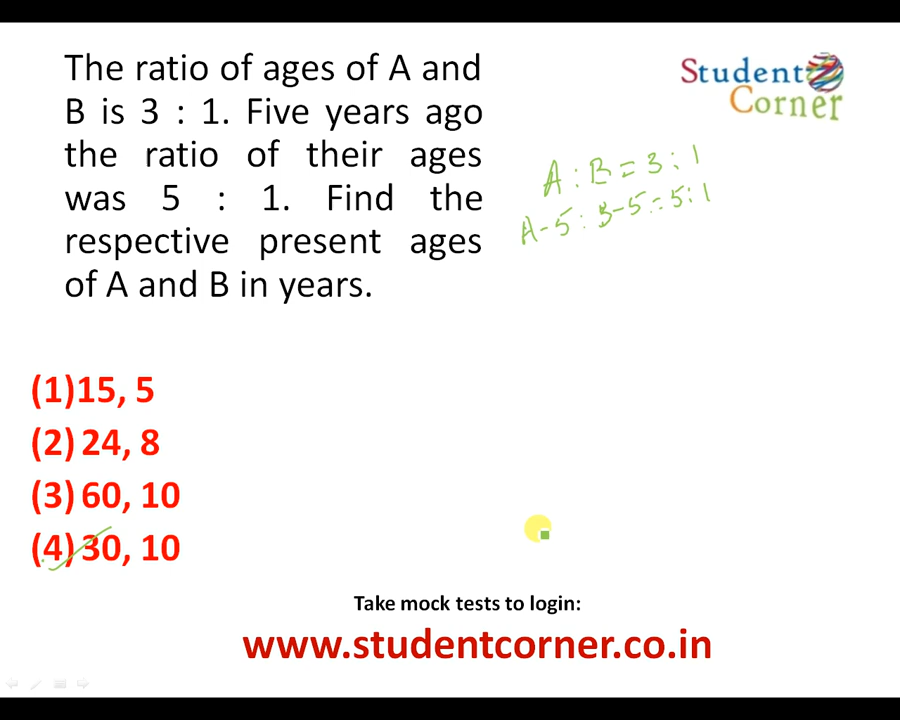 The ratio of ages of A and
B is 3 : 1. Five years ago
the ratio of their ages
was 5 : 1. Find the
respective present ages
of A and B in years.
Student
Corner
A : B = 3 : 1
A - 5 : B - 5 = 5 : 1
(1) 15, 5
(2) 24, 8
(3) 60, 10
(4) 30, 10
Take mock tests to login:
www.studentcorner.co.in